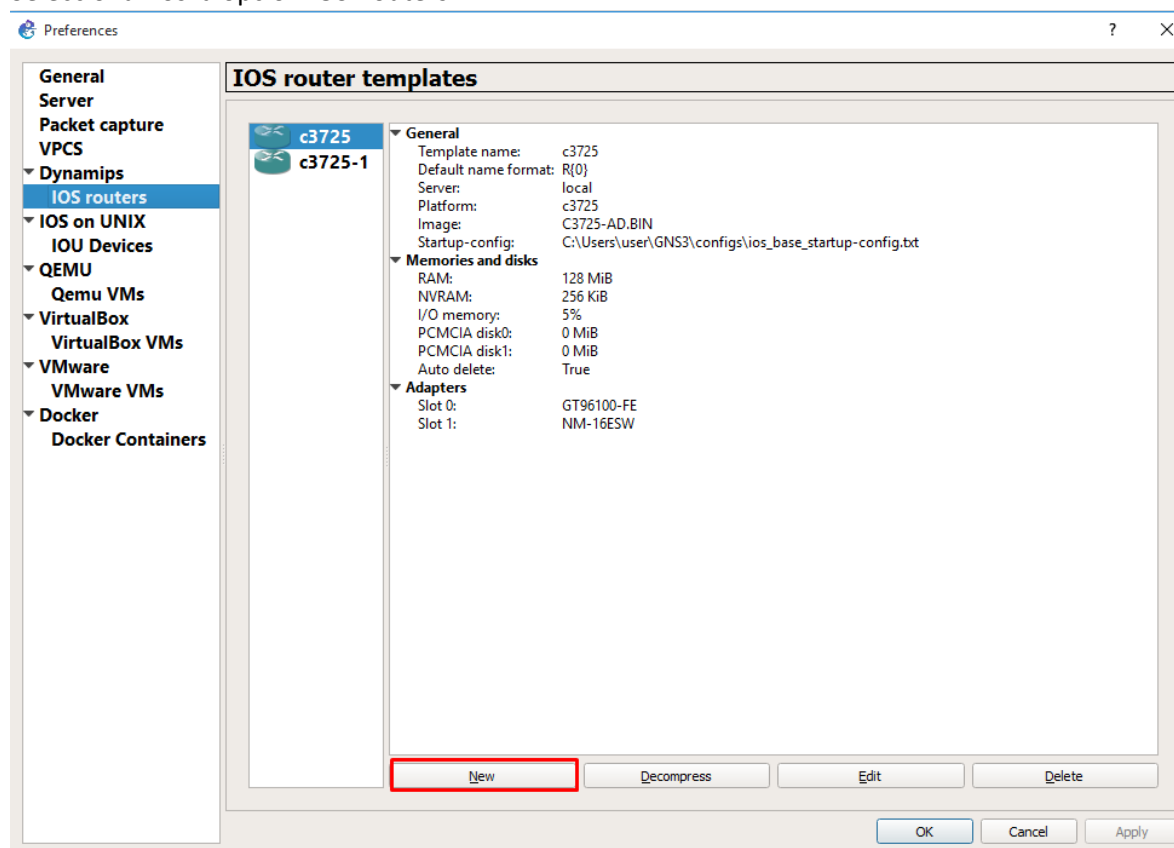 Preferences
?
General
Server
Packet capture
VPCS
Dynamips
IOS routers
IOS on UNIX
IOU Devices
QEMU
Qemu VMs
VirtualBox
VirtualBox VMs
VMware
VMware VMs
Docker
Docker Containers
IOS router templates
c3725
c3725-1
General
Template name: c3725
Default name format: R{0}
Server: local
Platform: c3725
Image: C3725-AD.BIN
Startup-config: C:\Users\user\GNS3\configs\ios_base_startup-config.txt
Memories and disks
RAM: 128 MiB
NVRAM: 256 KiB
I/O memory: 5%
PCMCIA disk0: 0 MiB
PCMCIA disk1: 0 MiB
Auto delete: True
Adapters
Slot 0: GT96100-FE
Slot 1: NM-16ESW
New Decompress Edit Delete
OK Cancel Apply